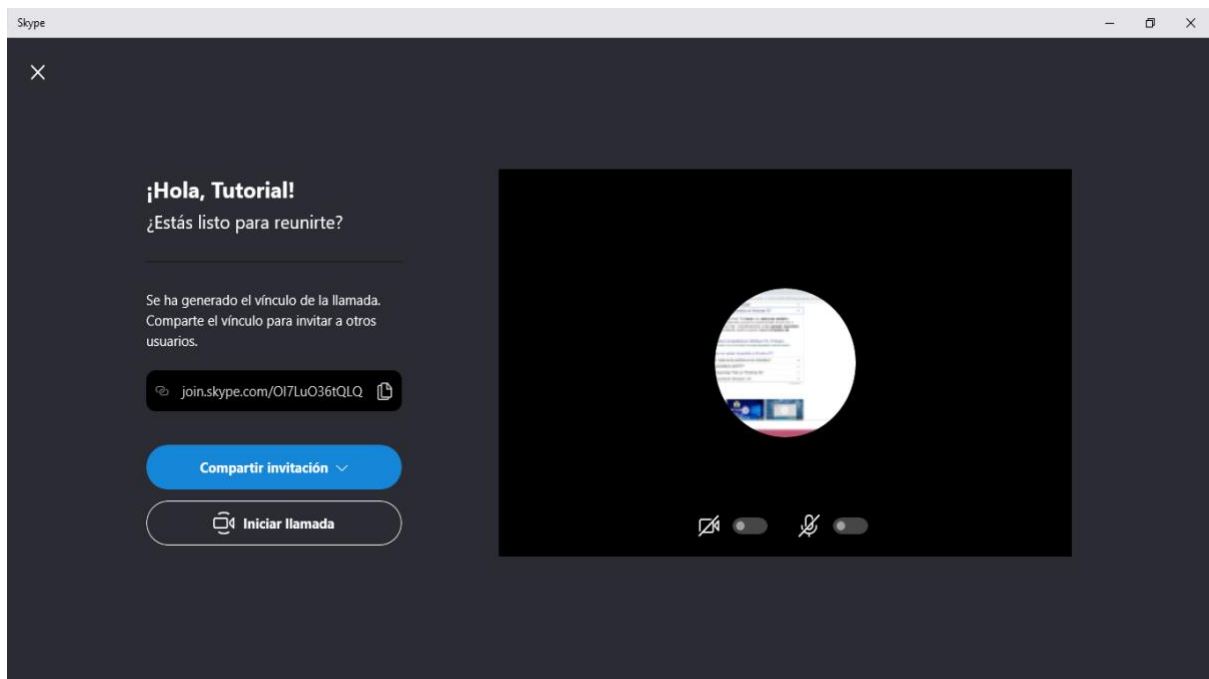 Skype
¡Hola, Tutorial!
¿Estás listo para reunirte?
Se ha generado el vínculo de la llamada.
Comparte el vínculo para invitar a otros
usuarios.
join.skype.com/OI7LuO36tQLQ
Compartir invitación
Iniciar llamada